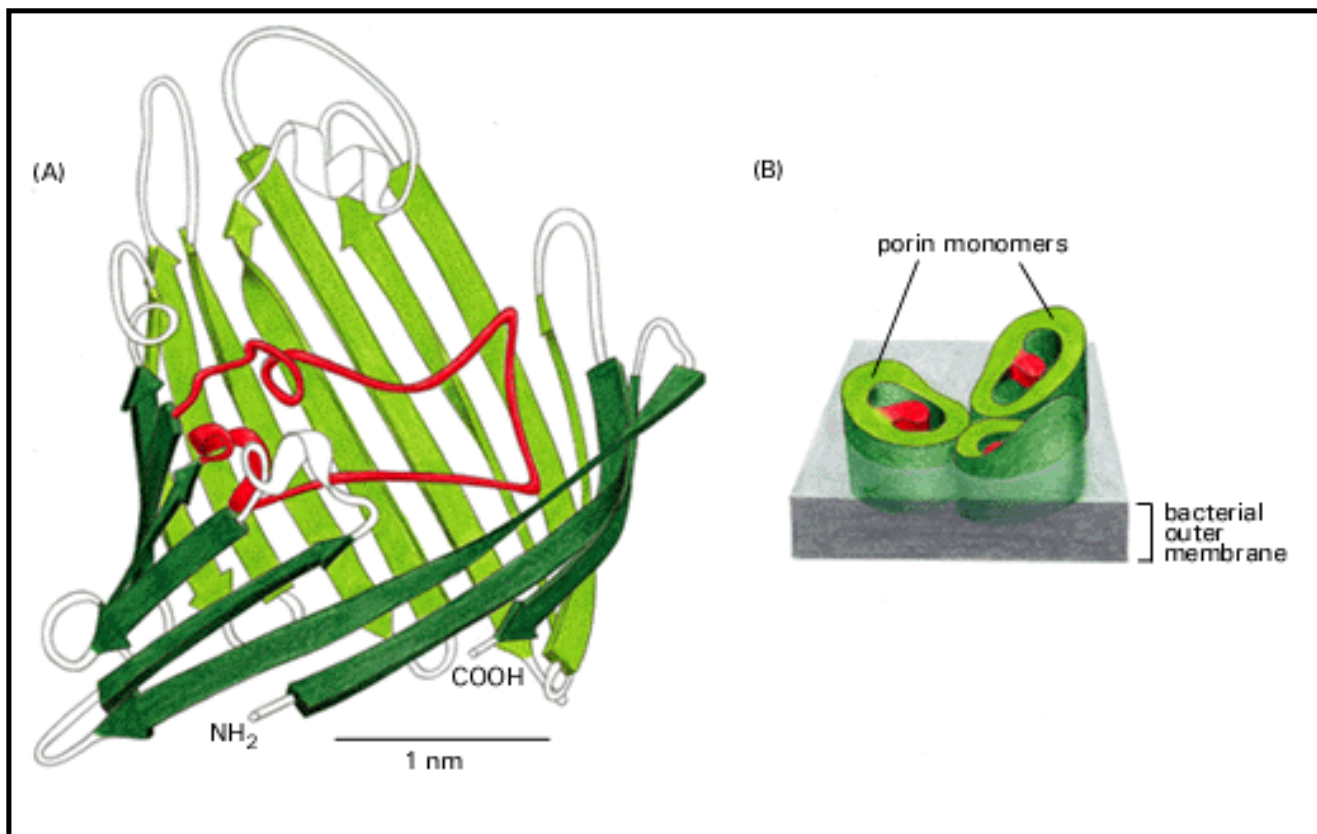 (A)
COOH
NH2
1 nm
(B)
porin monomers
bacterial
outer
membrane